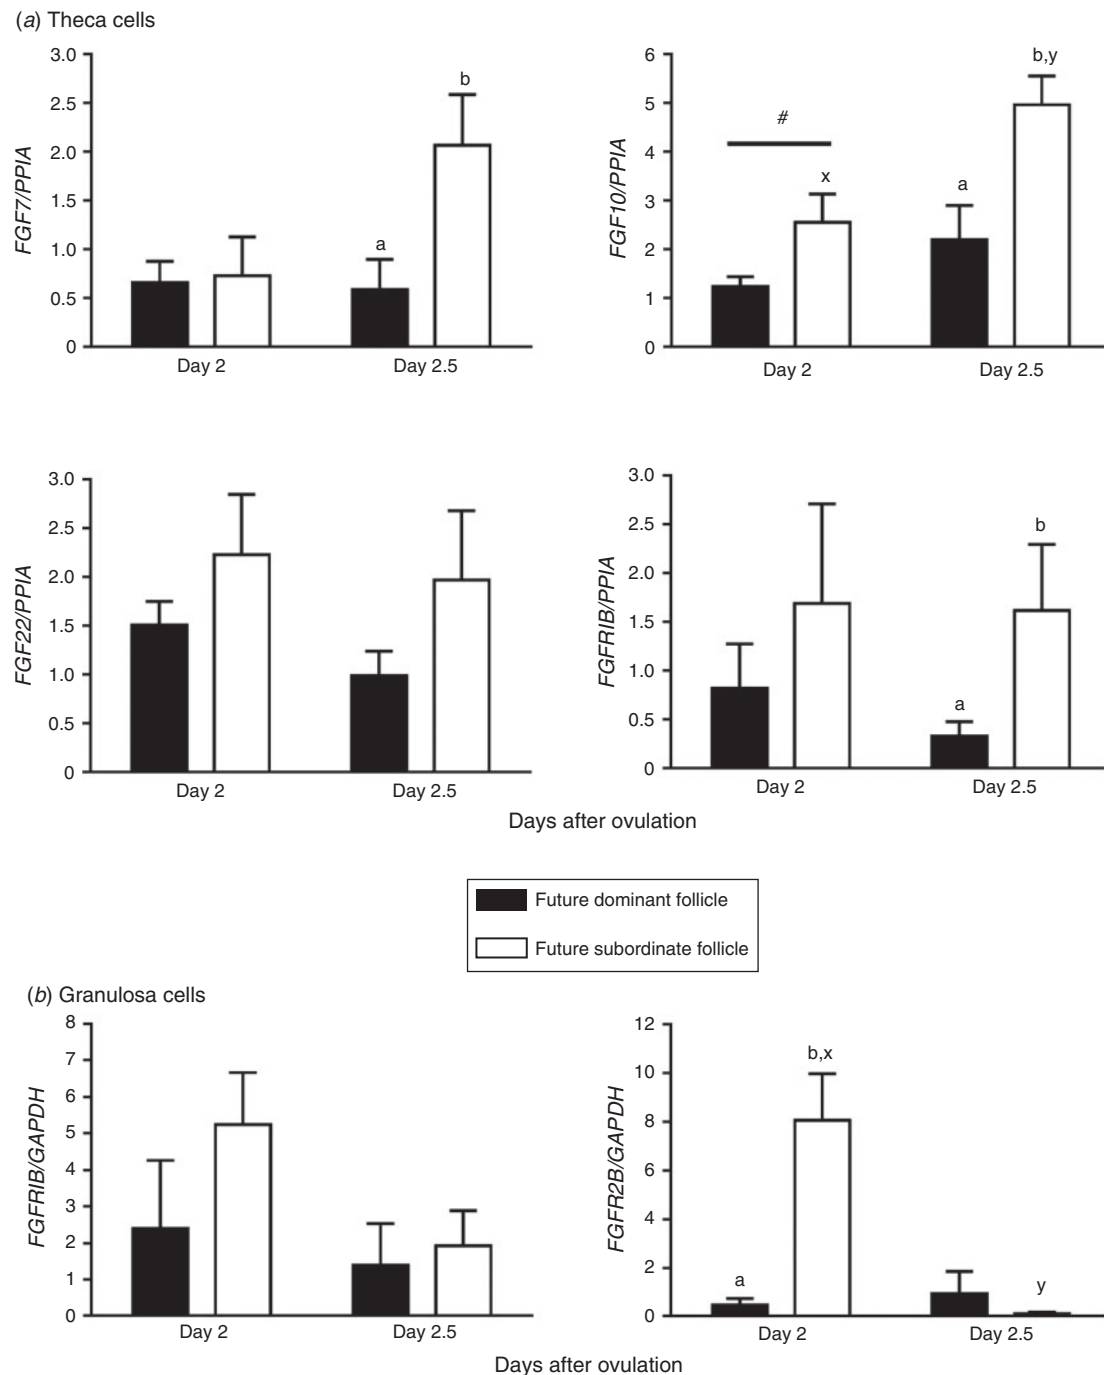 (a) Theca cells
3.0
2.5
2.0
1.5
1.0
0.5
0
FGF7/PPIA
a
b
Day 2
Day 2.5
6
5
4
3
2
1
0
FGF10/PPIA
#
x
a
b,y
Day 2
Day 2.5
3.0
2.5
2.0
1.5
1.0
0.5
0
FGF22/PPIA
Day 2
Day 2.5
3.0
2.5
2.0
1.5
1.0
0.5
0
FGFRIB/PPIA
a
b
Day 2
Day 2.5
Days after ovulation
Future dominant follicle
Future subordinate follicle
(b) Granulosa cells
8
7
6
5
4
3
2
1
0
FGFRIB/GAPDH
Day 2
Day 2.5
12
10
8
6
4
2
0
FGFR2B/GAPDH
a
b,x
y
Day 2
Day 2.5
Days after ovulation